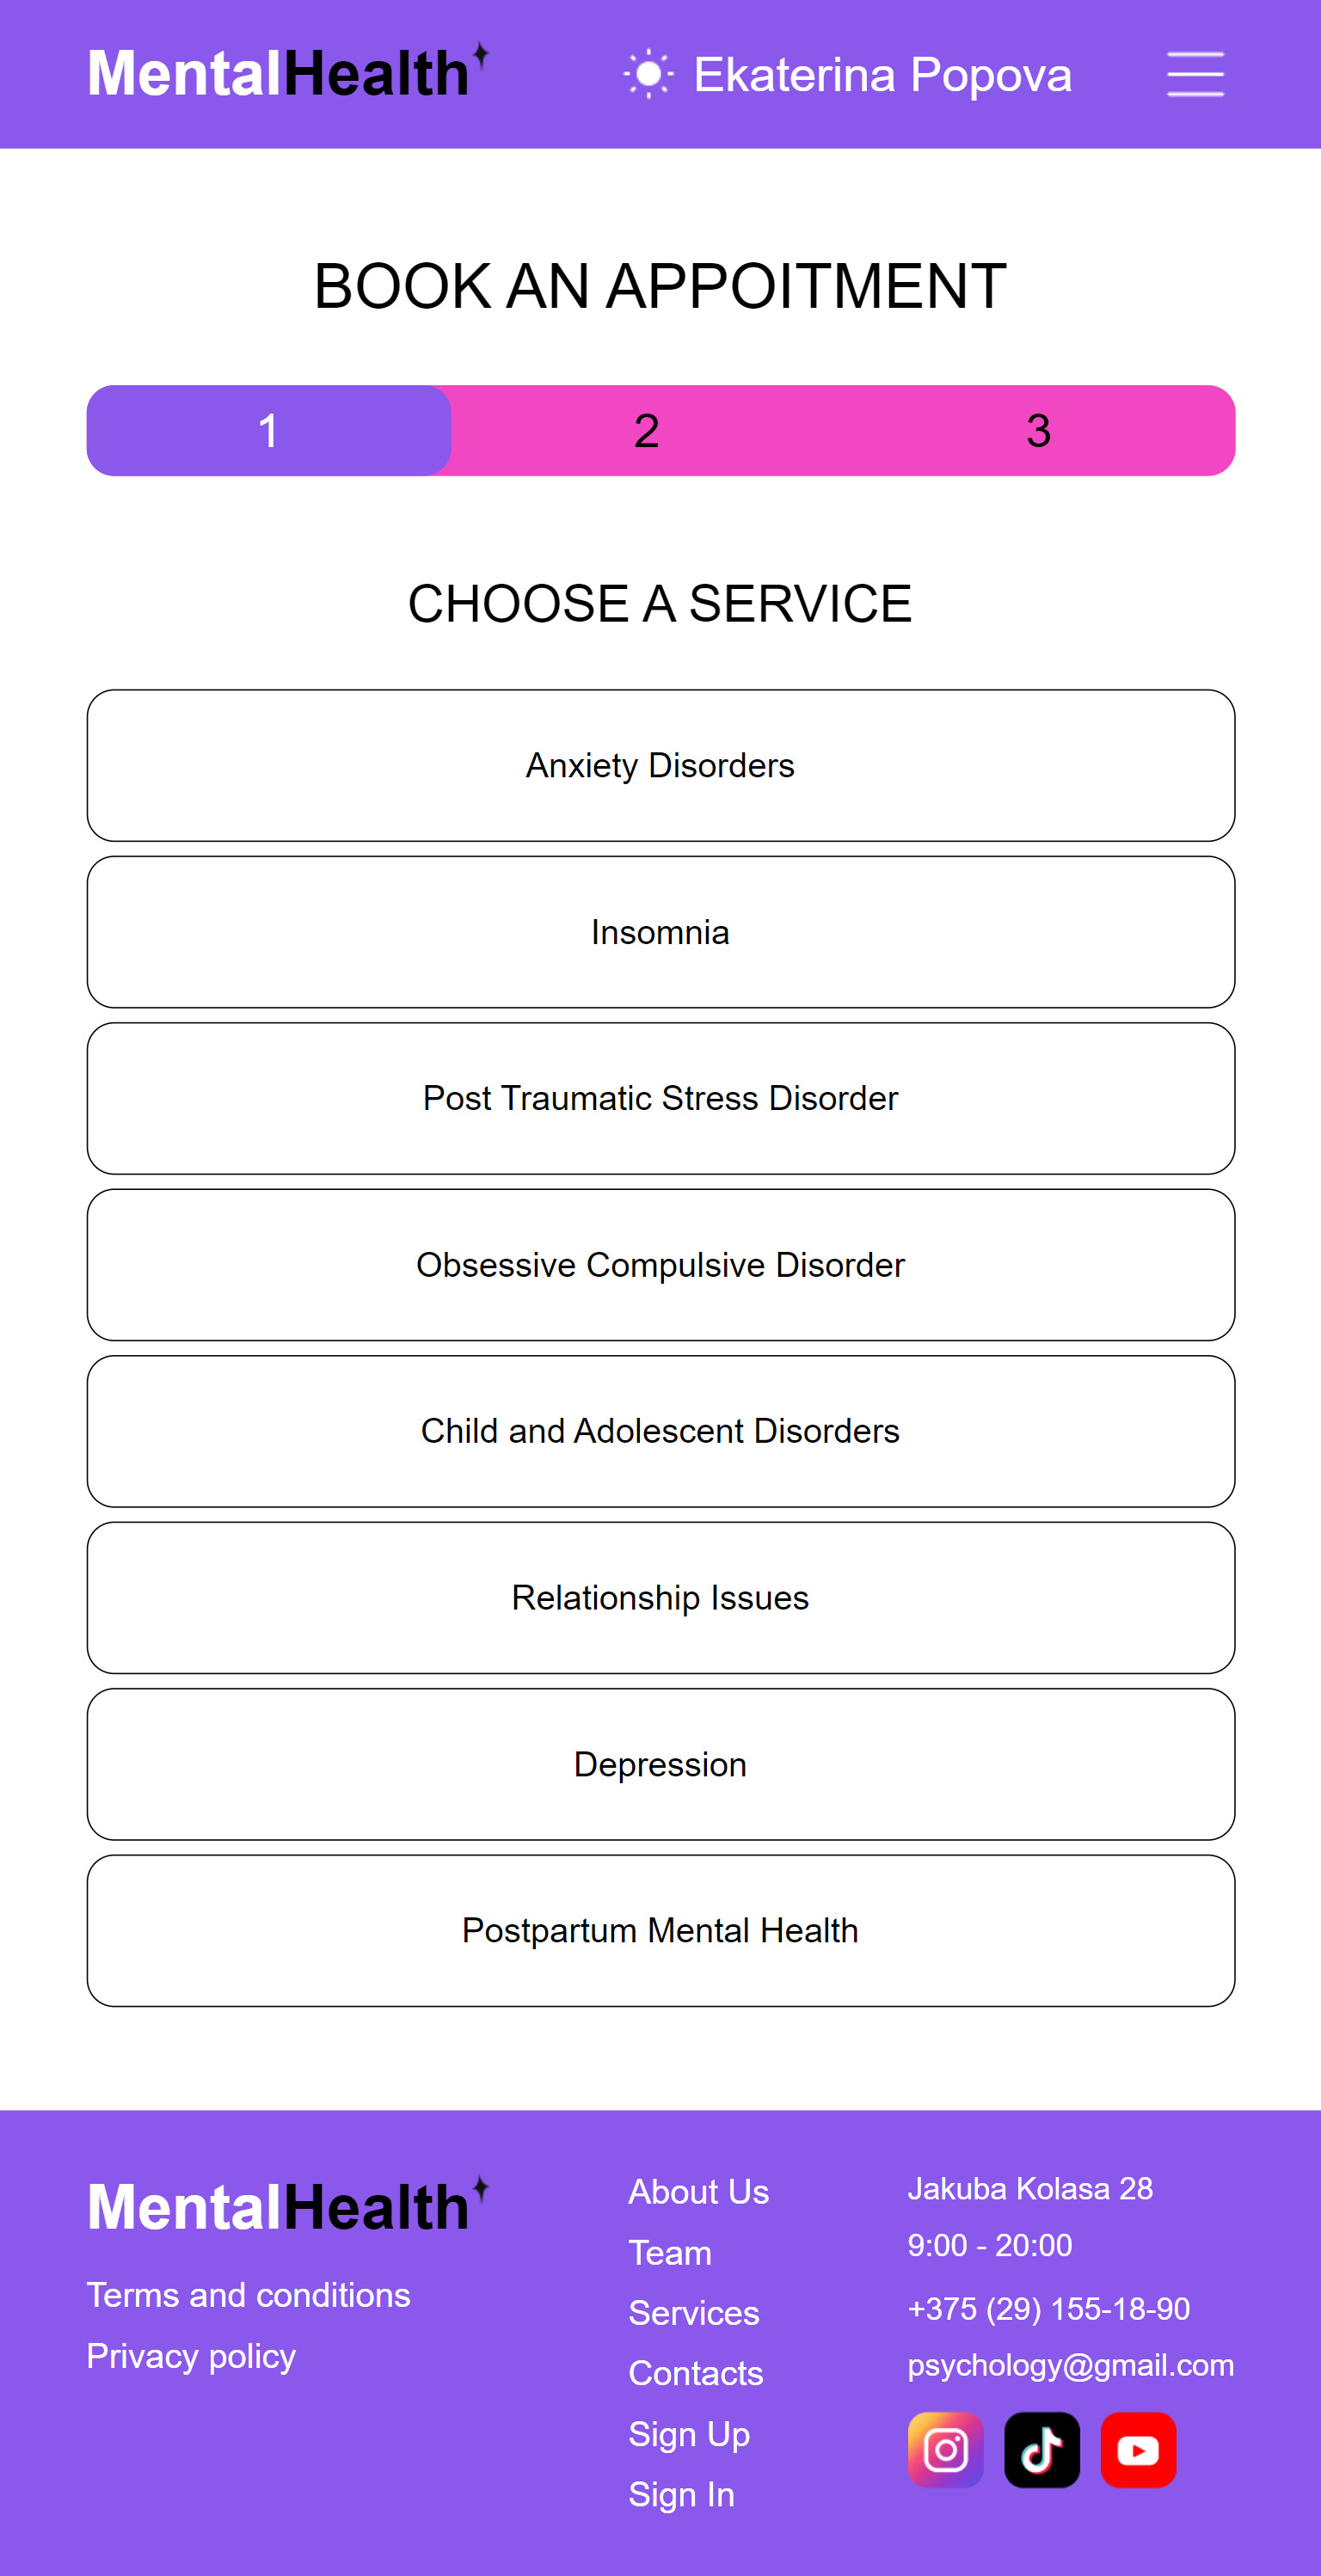 MentalHealth
Ekaterina Popova
BOOK AN APPOITMENT
1 2 3
CHOOSE A SERVICE
Anxiety Disorders
Insomnia
Post Traumatic Stress Disorder
Obsessive Compulsive Disorder
Child and Adolescent Disorders
Relationship Issues
Depression
Postpartum Mental Health
MentalHealth
Terms and conditions
Privacy policy
About Us
Team
Services
Contacts
Sign Up
Sign In
Jakuba Kolasa 28
9:00 - 20:00
+375 (29) 155-18-90
psychology@gmail.com